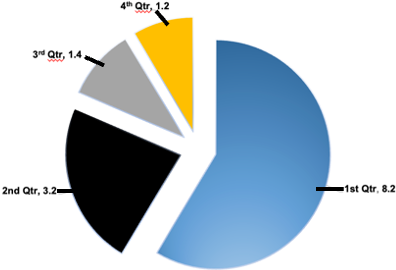 4th Qtr, 1.2
3rd Qtr, 1.4
2nd Qtr, 3.2
1st Qtr, 8.2